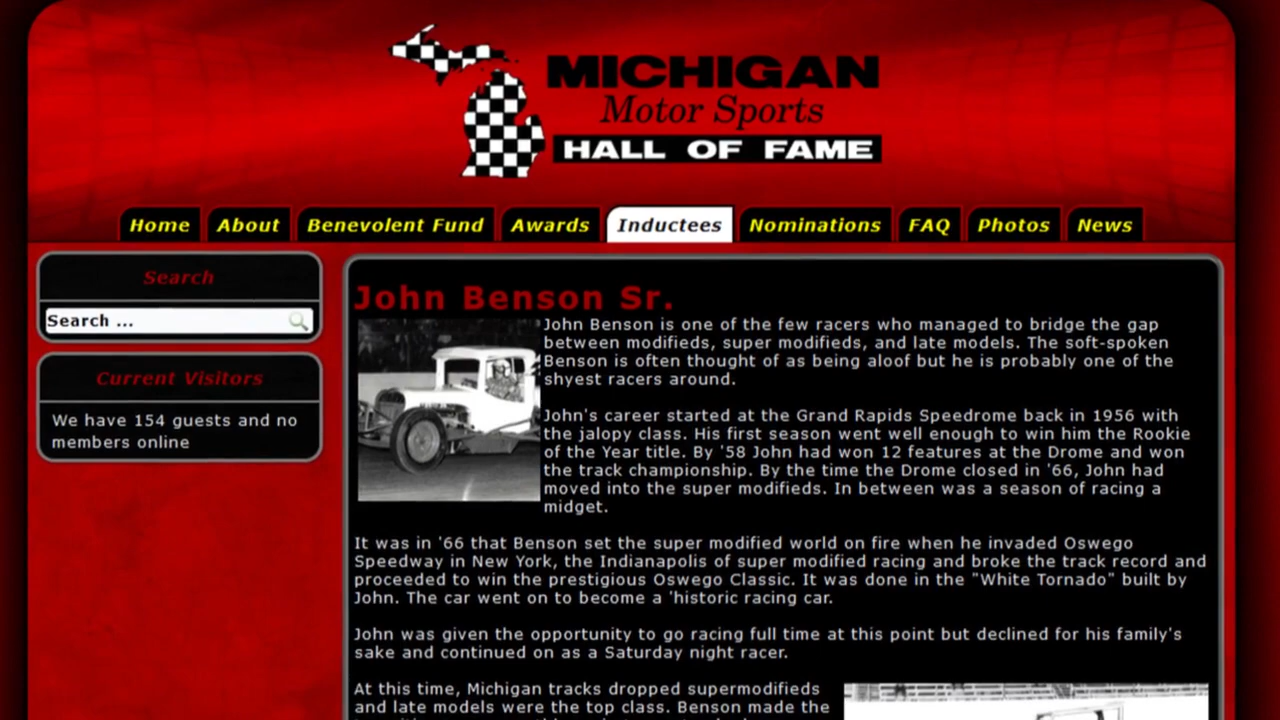 MICHIGAN
Motor Sports
HALL OF FAME
Home About Benevolent Fund Awards Inductees Nominations FAQ Photos News
Search
Search ...
Current Visitors
We have 154 guests and no
members online
John Benson Sr.
John Benson is one of the few racers who managed to bridge the gap
between modifieds, super modifieds, and late models. The soft-spoken
Benson is often thought of as being aloof but he is probably one of the
shyest racers around.
John's career started at the Grand Rapids Speedrome back in 1956 with
the jalopy class. His first season went well enough to win him the Rookie
of the Year title. By '58 John had won 12 features at the Drome and won
the track championship. By the time the Drome closed in '66, John had
moved into the super modifieds. In between was a season of racing a
midget.
It was in '66 that Benson set the super modified world on fire when he invaded Oswego
Speedway in New York, the Indianapolis of super modified racing and broke the track record and
proceeded to win the prestigious Oswego Classic. It was done in the "White Tornado" built by
John. The car went on to become a 'historic racing car.
John was given the opportunity to go racing full time at this point but declined for his family's
sake and continued on as a Saturday night racer.
At this time, Michigan tracks dropped supermodifieds
and late models were the top class. Benson made the